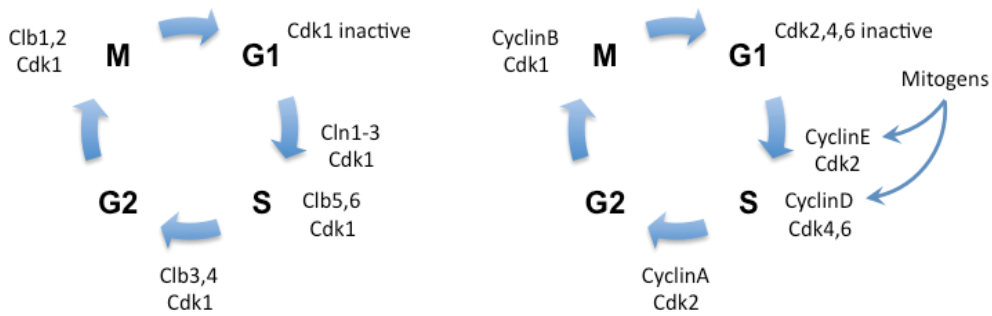 Clb1,2
Cdk1
M
G1
Cdk1 inactive
Cln1-3
Cdk1
G2
S
Clb5,6
Cdk1
Clb3,4
Cdk1
CyclinB
Cdk1
M
G1
Cdk2,4,6 inactive
Mitogens
CyclinE
Cdk2
G2
S
CyclinD
Cdk4,6
CyclinA
Cdk2